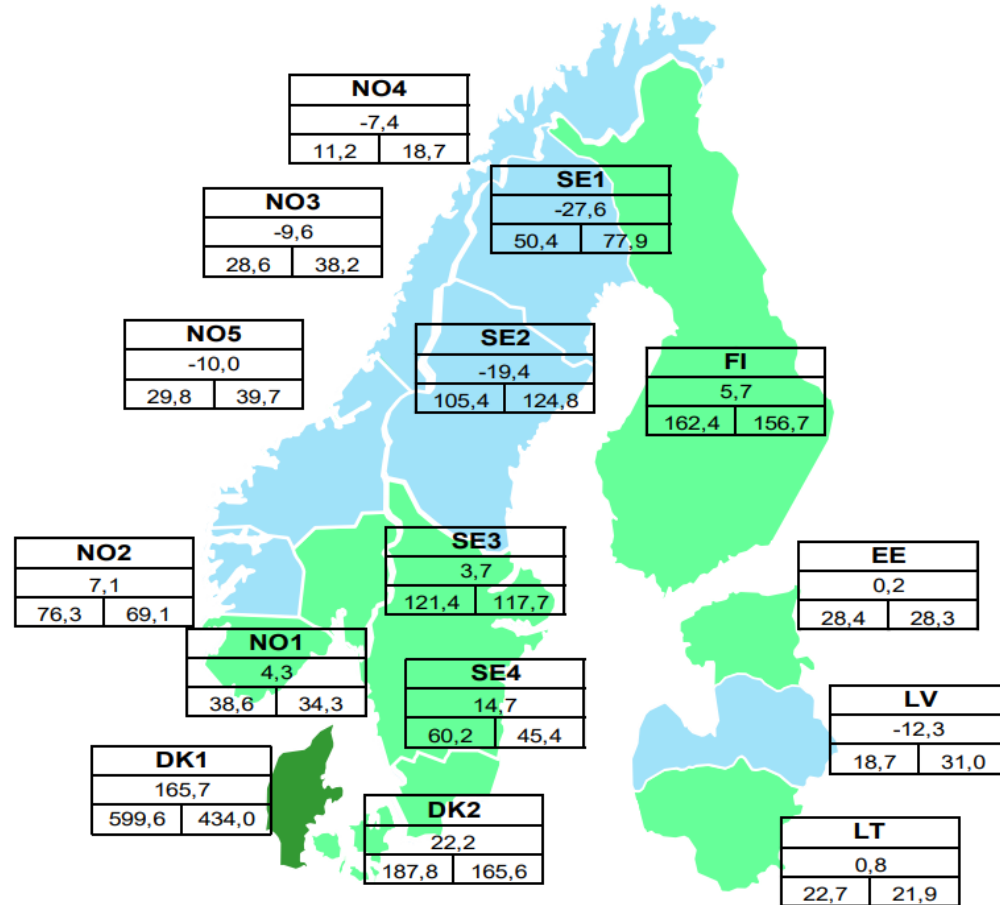 NO4
-7,4
11,2 18,7
SE1
-27,6
50,4 77,9
NO3
-9,6
28,6 38,2
NO5
-10,0
29,8 39,7
SE2
-19,4
105,4 124,8
FI
5,7
162,4 156,7
NO2
7,1
76,3 69,1
SE3
3,7
121,4 117,7
EE
0,2
28,4 28,3
NO1
4,3
38,6 34,3
SE4
14,7
60,2 45,4
LV
-12,3
18,7 31,0
DK1
165,7
599,6 434,0
DK2
22,2
187,8 165,6
LT
0,8
22,7 21,9